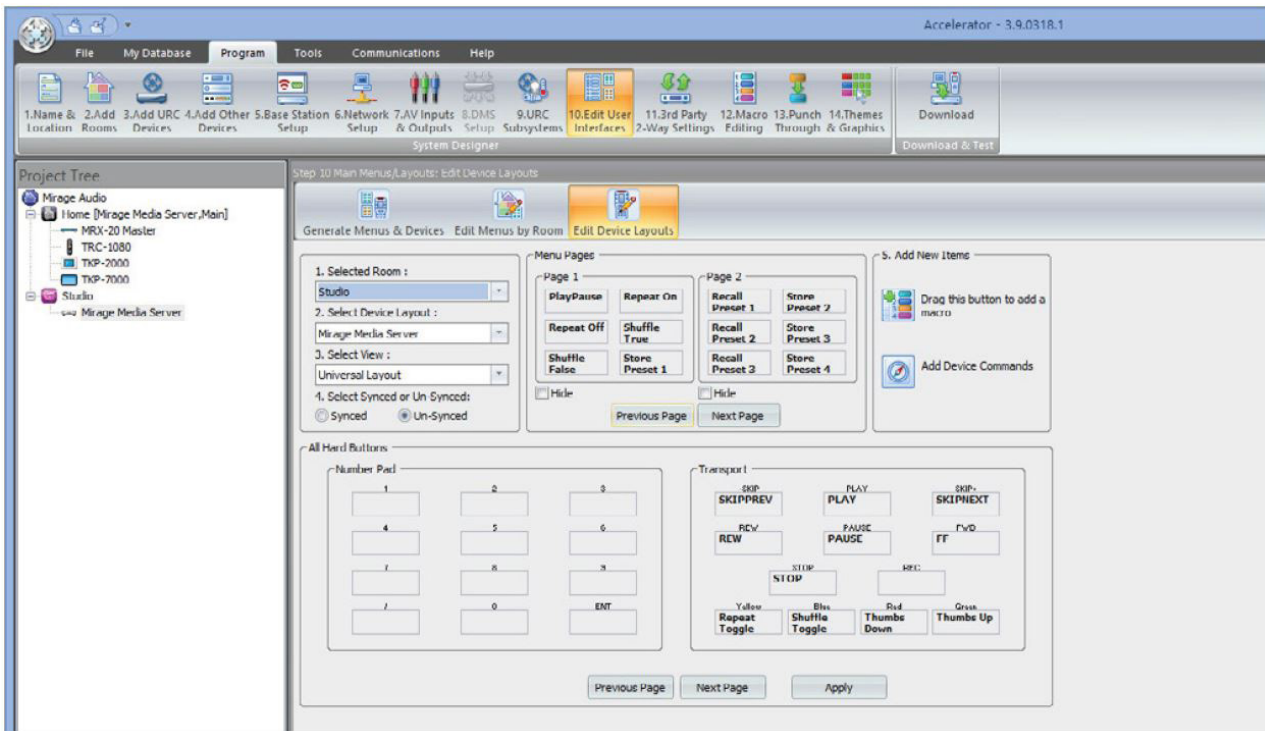 Accelerator - 3.9.0318.1
File My Database Program Tools Communications Help
1.Name & Location
2.Add Rooms
3.Add URC Devices
4.Add Other Devices
5.Base Station Setup
6.Network Setup
7.AV Inputs & Outputs
8.DMS Setup
9.URC Subsystems
10.Edit User Interfaces
11.3rd Party 2-Way Settings
12.Macro Editing
13.Punch Through
14.Themes & Graphics
Download
System Designer
Download & Test
Project Tree
Mirage Audio
Home [Mirage Media Server,Main]
MRX-20 Master
TRC-1080
TKP-2000
TKP-7000
Studio
Mirage Media Server
Step 10 Main Menus/Layouts: Edit Device Layouts
Generate Menus & Devices Edit Menus by Room Edit Device Layouts
1. Selected Room :
Studio
2. Select Device Layout :
Mirage Media Server
3. Select View :
Universal Layout
4. Select Synced or Un-Synced:
Synced Un-Synced
Menu Pages
Page 1
PlayPause Repeat On
Repeat Off Shuffle True
Shuffle False Store Preset 1
Hide
Page 2
Recall Preset 1 Store Preset 2
Recall Preset 2 Store Preset 3
Recall Preset 3 Store Preset 4
Hide
Previous Page Next Page
5. Add New Items
Drag this button to add a
macro
Add Device Commands
All Hard Buttons
Number Pad
1 2 3
4 5 6
7 8 9
/ 0 ENT
Transport
SKIP- PLAY SKIP+
SKIPPREV PLAY SKIPNEXT
REW PAUSE FWD
REW PAUSE FF
STOP REC
STOP
Yellow Blue Red Green
Repeat Toggle Shuffle Toggle Thumbs Down Thumbs Up
Previous Page Next Page Apply